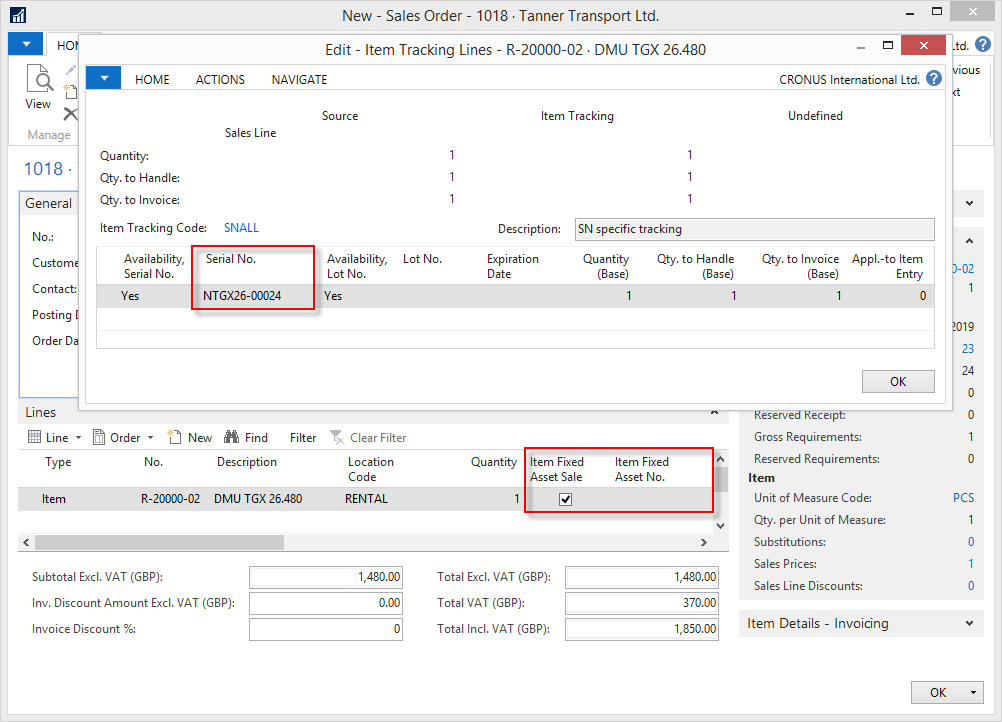 New - Sales Order - 1018 · Tanner Transport Ltd.
Edit - Item Tracking Lines - R-20000-02 · DMU TGX 26.480
HOME ACTIONS NAVIGATE CRONUS International Ltd.
View
Manage
1018 ·
Source Item Tracking Undefined
Sales Line
Quantity: 1 1
Qty. to Handle: 1 1
Qty. to Invoice: 1 1
Item Tracking Code: SNALL Description: SN specific tracking
Availability, Serial No. Serial No. Availability, Lot No. Lot No. Expiration Date Quantity (Base) Qty. to Handle (Base) Qty. to Invoice (Base) Appl.-to Item Entry
Yes NTGX26-00024 Yes 1 1 1 0
OK
General
No.:
Custome
Contact:
Posting D
Order Da
0-02
1
2019
23
24
0
Lines
Line Order New Find Filter Clear Filter
Type No. Description Location Code Quantity Item Fixed Asset Sale Item Fixed Asset No.
Item R-20000-02 DMU TGX 26.480 RENTAL 1
Subtotal Excl. VAT (GBP): 1,480.00 Total Excl. VAT (GBP): 1,480.00
Inv. Discount Amount Excl. VAT (GBP): 0.00 Total VAT (GBP): 370.00
Invoice Discount %: 0 Total Incl. VAT (GBP): 1,850.00
Reserved Receipt: 0
Gross Requirements: 1
Reserved Requirements: 0
Item
Unit of Measure Code: PCS
Qty. per Unit of Measure: 1
Substitutions: 0
Sales Prices: 1
Sales Line Discounts: 0
Item Details - Invoicing
OK